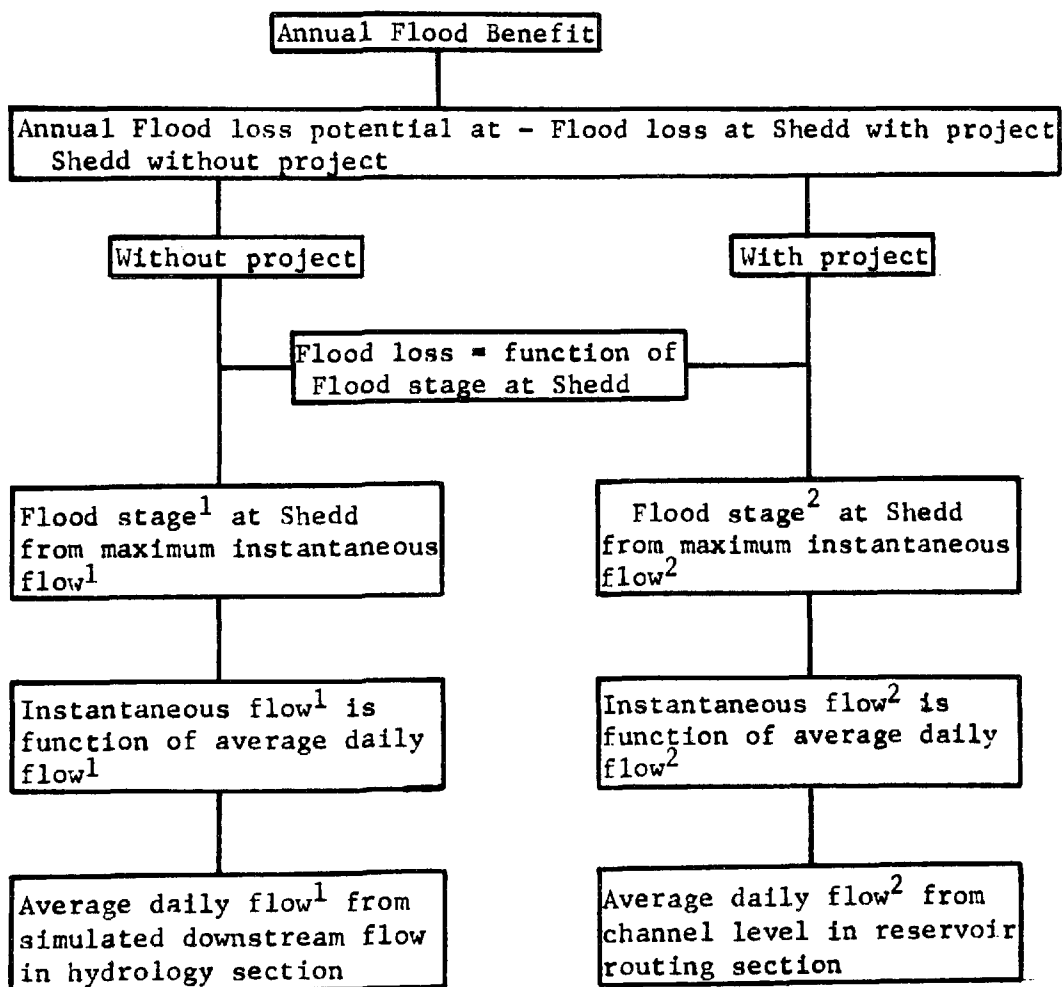 Annual Flood Benefit
Annual Flood loss potential at - Flood loss at Shedd with project
Shedd without project
Without project
With project
Flood loss = function of
Flood stage at Shedd
Flood stage¹ at Shedd
from maximum instantaneous
flow¹
Flood stage² at Shedd
from maximum instantaneous
flow²
Instantaneous flow¹ is
function of average daily
flow¹
Instantaneous flow² is
function of average daily
flow²
Average daily flow¹ from
simulated downstream flow
in hydrology section
Average daily flow² from
channel level in reservoir
routing section